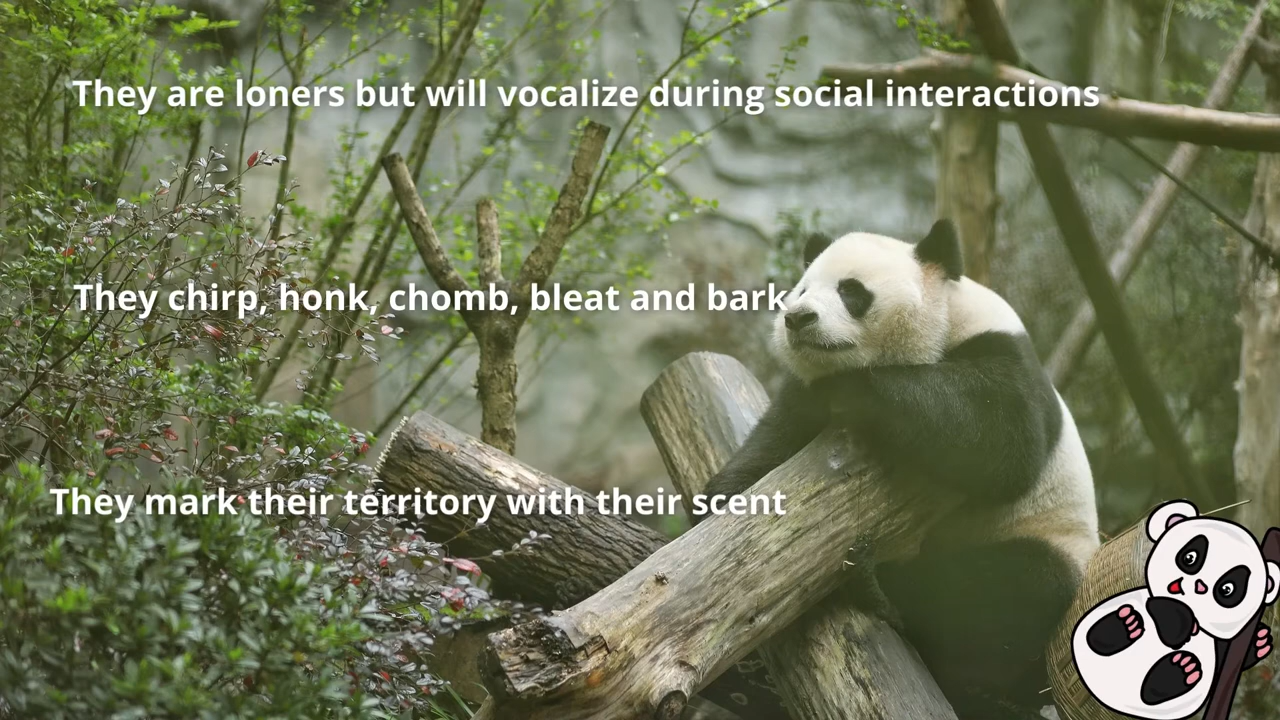 They are loners but will vocalize during social interactions
They chirp, honk, chomb, bleat and bark
They mark their territory with their scent